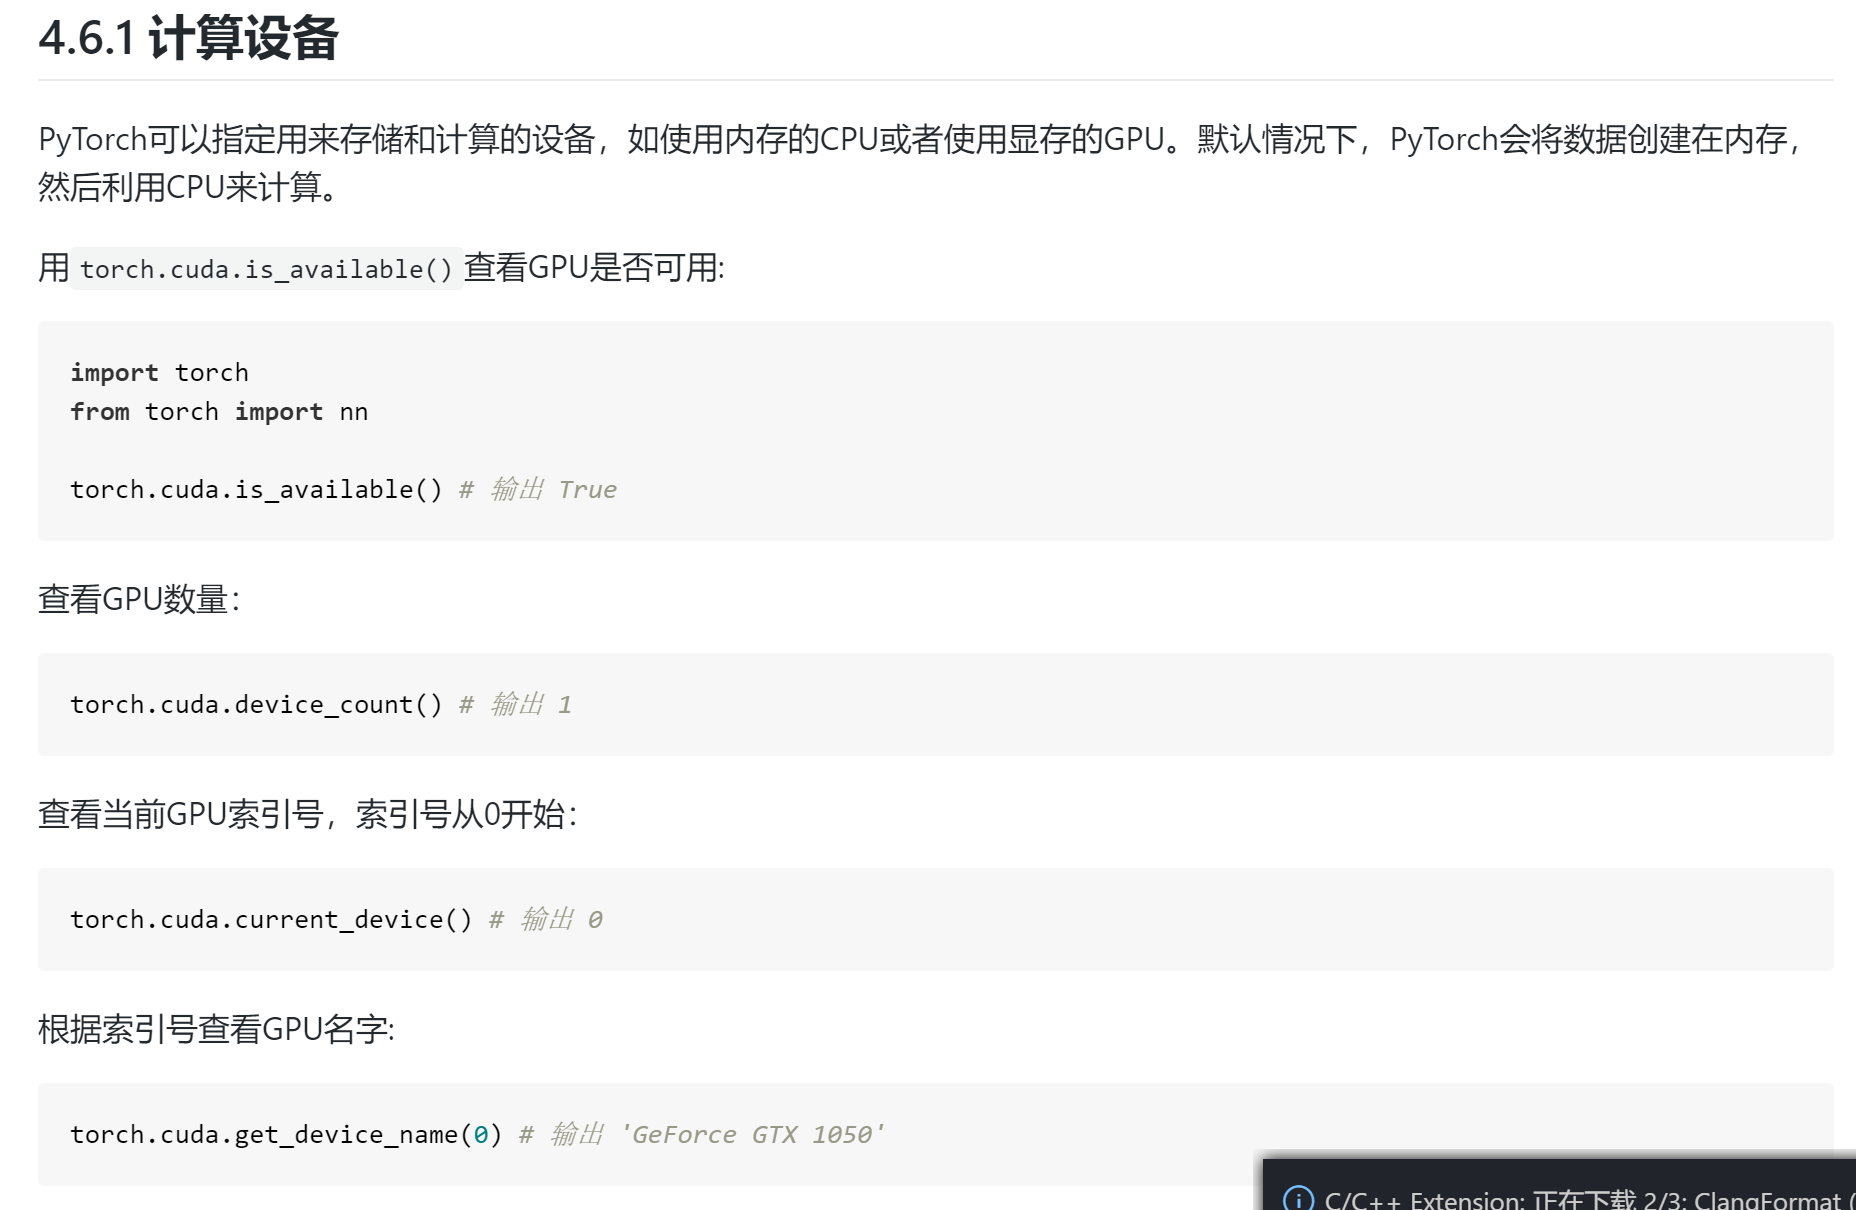 4.6.1 计算设备
PyTorch可以指定用来存储和计算的设备，如使用内存的CPU或者使用显存的GPU。默认情况下，PyTorch会将数据创建在内存，
然后利用CPU来计算。
用torch.cuda.is_available()查看GPU是否可用:
import torch
from torch import nn
torch.cuda.is_available() # 输出 True
查看GPU数量：
torch.cuda.device_count() # 输出 1
查看当前GPU索引号，索引号从0开始：
torch.cuda.current_device() # 输出 0
根据索引号查看GPU名字:
torch.cuda.get_device_name(0) # 输出 'GeForce GTX 1050'
C/C++ Extension: 正在下载 2/3: ClangFormat (